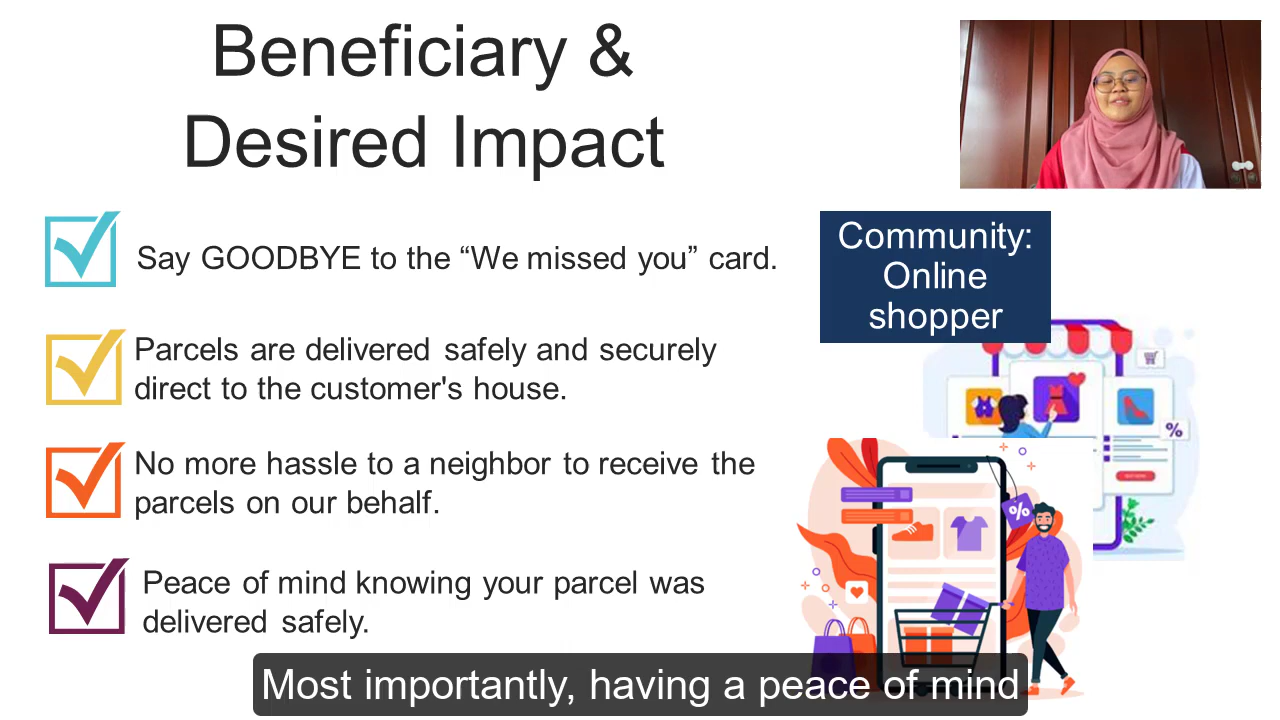 Beneficiary &
Desired Impact
Say GOODBYE to the “We missed you” card.
Parcels are delivered safely and securely
direct to the customer's house.
No more hassle to a neighbor to receive the
parcels on our behalf.
Peace of mind knowing your parcel was
delivered safely.
Community:
Online
shopper
%
%
Most importantly, having a peace of mind